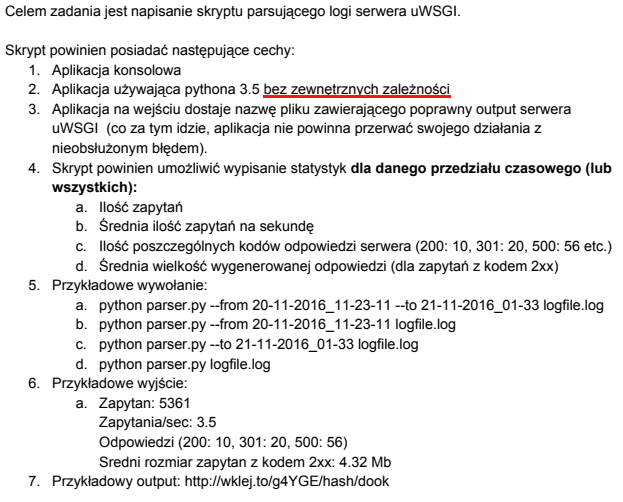 Celem zadania jest napisanie skryptu parsującego logi serwera uWSGI.
Skrypt powinien posiadać następujące cechy:
1. Aplikacja konsolowa
2. Aplikacja używająca pythona 3.5 bez zewnętrznych zależności
3. Aplikacja na wejściu dostaje nazwę pliku zawierającego poprawny output serwera
uWSGI (co za tym idzie, aplikacja nie powinna przerwać swojego działania z
nieobsłużonym błędem).
4. Skrypt powinien umożliwić wypisanie statystyk dla danego przedziału czasowego (lub
wszystkich):
a. Ilość zapytań
b. Średnia ilość zapytań na sekundę
c. Ilość poszczególnych kodów odpowiedzi serwera (200: 10, 301: 20, 500: 56 etc.)
d. Średnia wielkość wygenerowanej odpowiedzi (dla zapytań z kodem 2xx)
5. Przykładowe wywołanie:
a. python parser.py --from 20-11-2016_11-23-11 --to 21-11-2016_01-33 logfile.log
b. python parser.py --from 20-11-2016_11-23-11 logfile.log
c. python parser.py --to 21-11-2016_01-33 logfile.log
d. python parser.py logfile.log
6. Przykładowe wyjście:
a. Zapytan: 5361
Zapytania/sec: 3.5
Odpowiedzi (200: 10, 301: 20, 500: 56)
Sredni rozmiar zapytan z kodem 2xx: 4.32 Mb
7. Przykładowy output: http://wklej.to/g4YGE/hash/dook